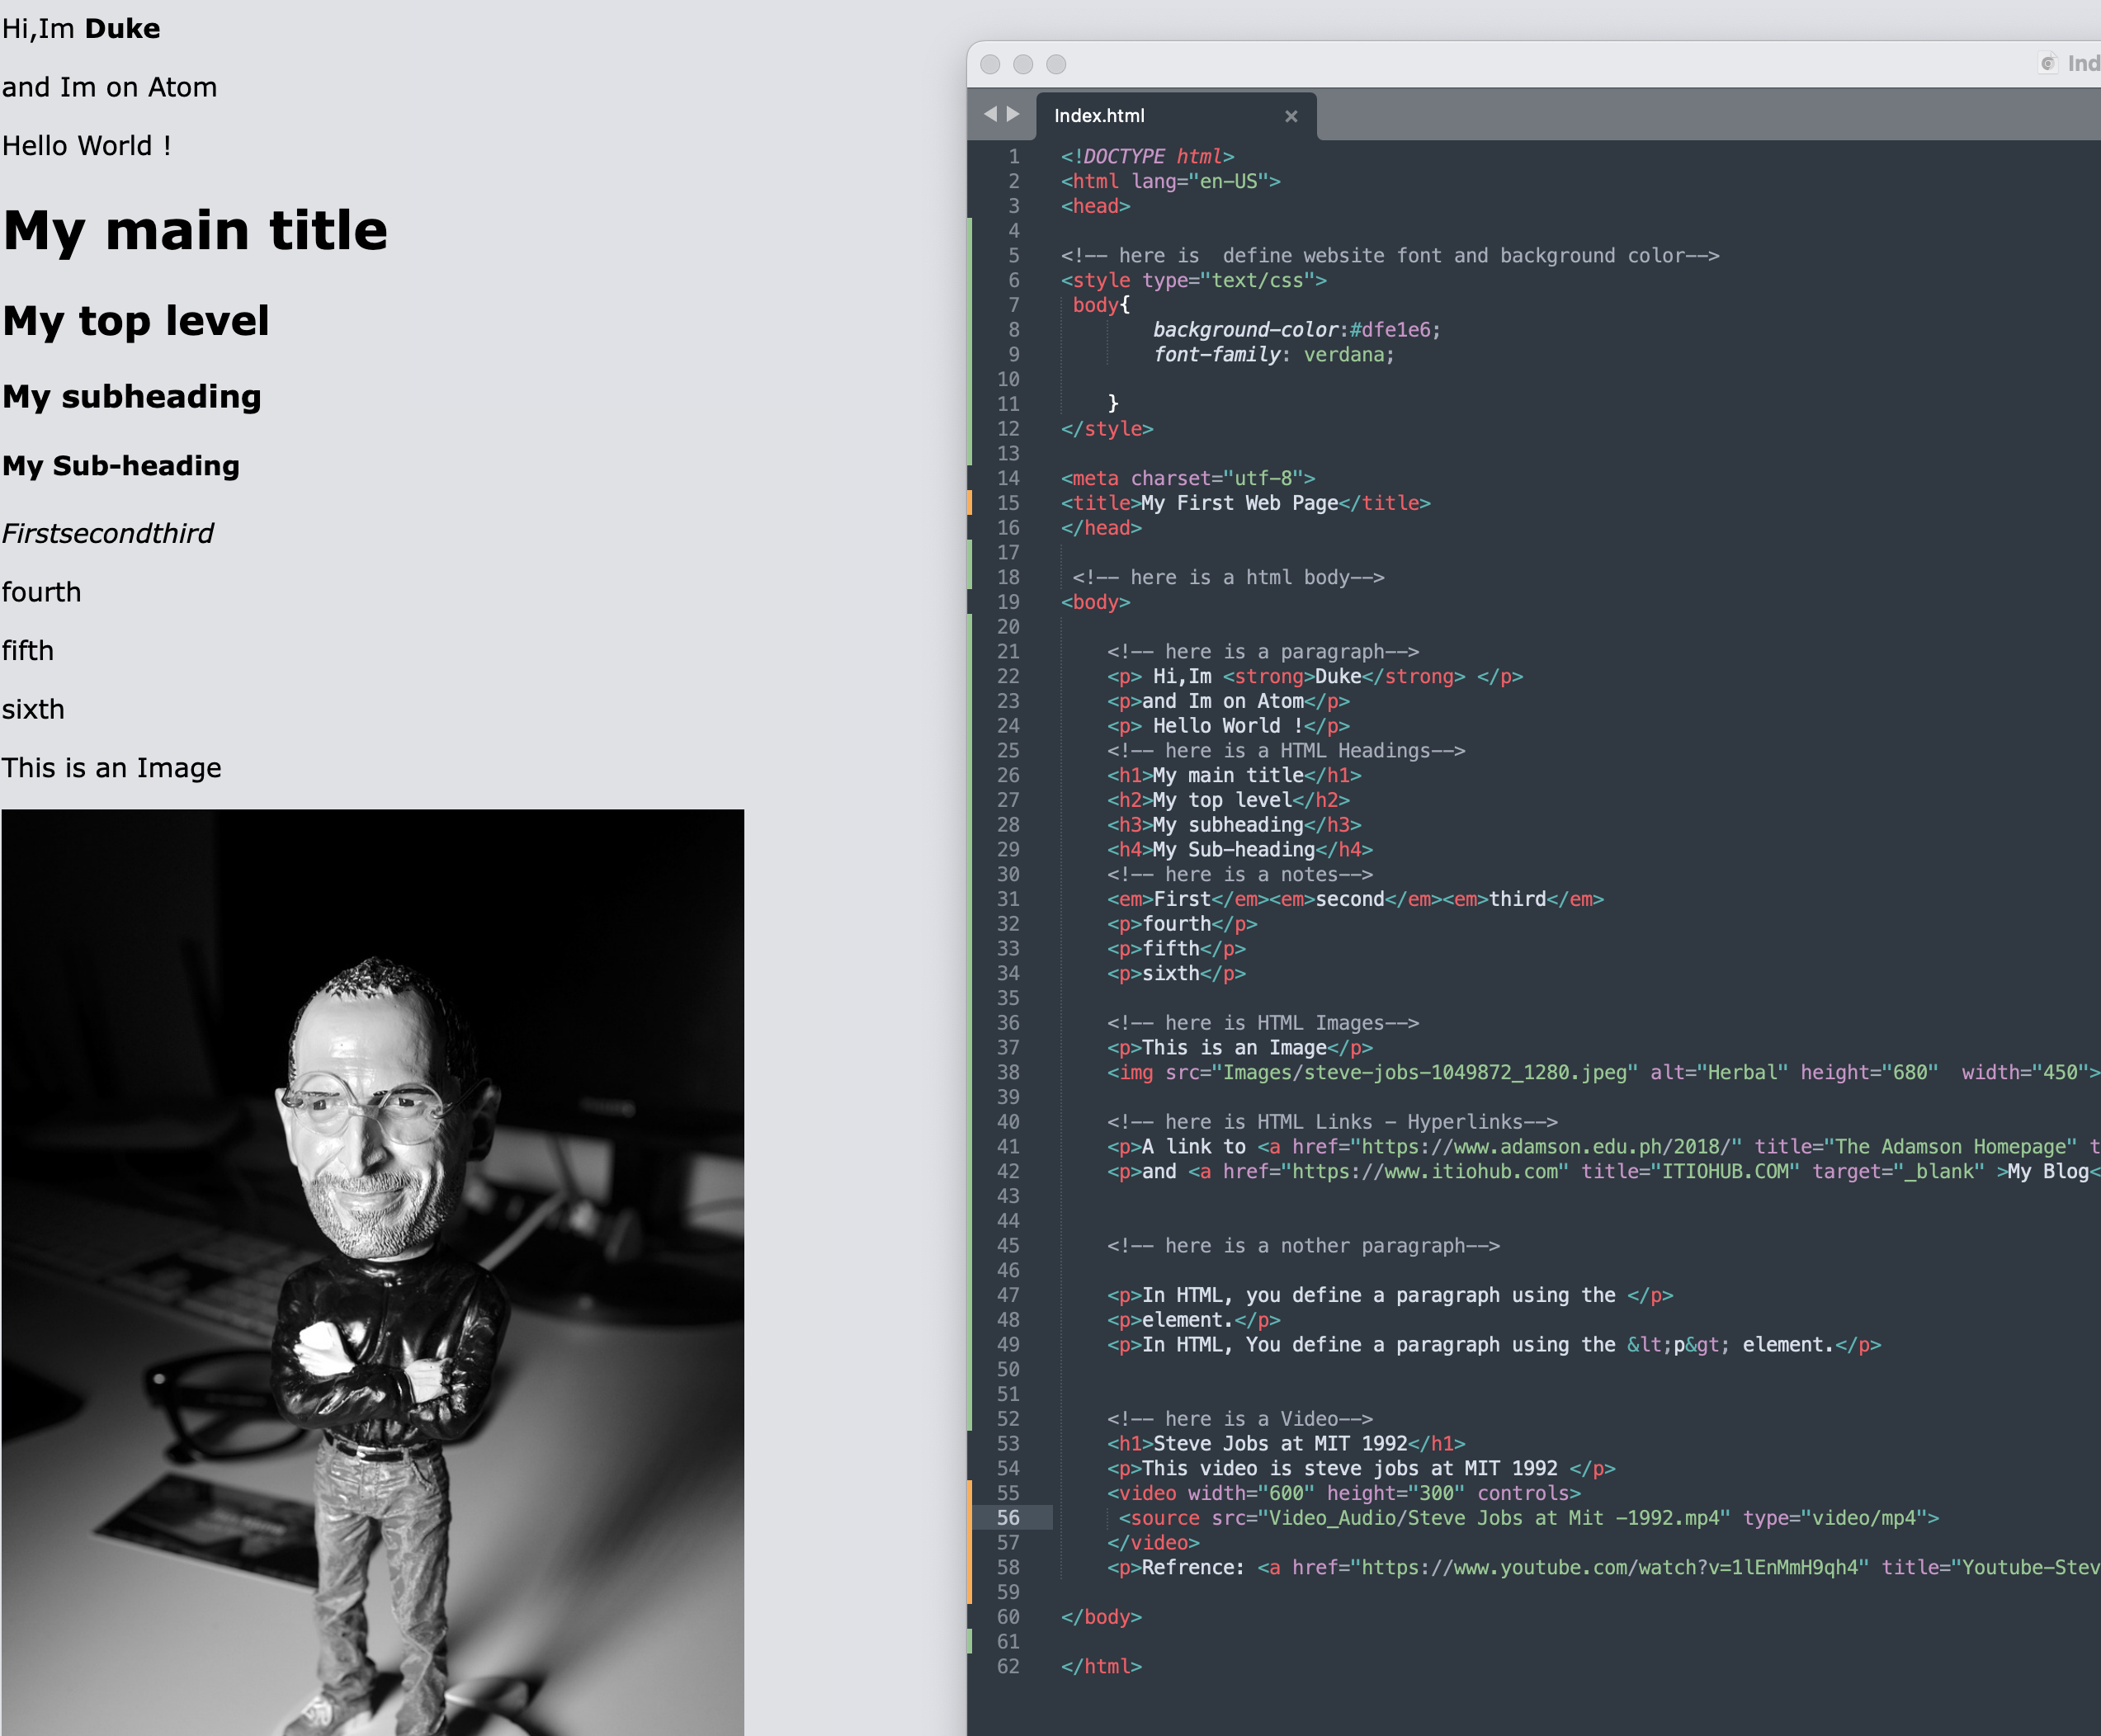 Hi,Im Duke
and Im on Atom
Hello World !
My main title
My top level
My subheading
My Sub-heading
Firstsecondthird
fourth
fifth
sixth
This is an Image
Ind
Index.html
1 <!DOCTYPE html>
2 <html lang="en-US">
3 <head>
4
5 <!-- here is  define website font and background color-->
6 <style type="text/css">
7 body{
8 background-color:#dfe1e6;
9 font-family: verdana;
10
11 }
12 </style>
13
14 <meta charset="utf-8">
15 <title>My First Web Page</title>
16 </head>
17
18 <!-- here is a html body-->
19 <body>
20
21 <!-- here is a paragraph-->
22 <p> Hi,Im <strong>Duke</strong> </p>
23 <p>and Im on Atom</p>
24 <p> Hello World !</p>
25 <!-- here is a HTML Headings-->
26 <h1>My main title</h1>
27 <h2>My top level</h2>
28 <h3>My subheading</h3>
29 <h4>My Sub-heading</h4>
30 <!-- here is a notes-->
31 <em>First</em><em>second</em><em>third</em>
32 <p>fourth</p>
33 <p>fifth</p>
34 <p>sixth</p>
35
36 <!-- here is HTML Images-->
37 <p>This is an Image</p>
38 <img src="Images/steve-jobs-1049872_1280.jpeg" alt="Herbal" height="680"  width="450">
39
40 <!-- here is HTML Links - Hyperlinks-->
41 <p>A link to <a href="https://www.adamson.edu.ph/2018/" title="The Adamson Homepage" t
42 <p>and <a href="https://www.itiohub.com" title="ITIOHUB.COM" target="_blank" >My Blog<
43
44
45 <!-- here is a nother paragraph-->
46
47 <p>In HTML, you define a paragraph using the </p>
48 <p>element.</p>
49 <p>In HTML, You define a paragraph using the &lt;p&gt; element.</p>
50
51
52 <!-- here is a Video-->
53 <h1>Steve Jobs at MIT 1992</h1>
54 <p>This video is steve jobs at MIT 1992 </p>
55 <video width="600" height="300" controls>
56 <source src="Video_Audio/Steve Jobs at Mit -1992.mp4" type="video/mp4">
57 </video>
58 <p>Refrence: <a href="https://www.youtube.com/watch?v=1lEnMmH9qh4" title="Youtube-Stev
59
60 </body>
61
62 </html>